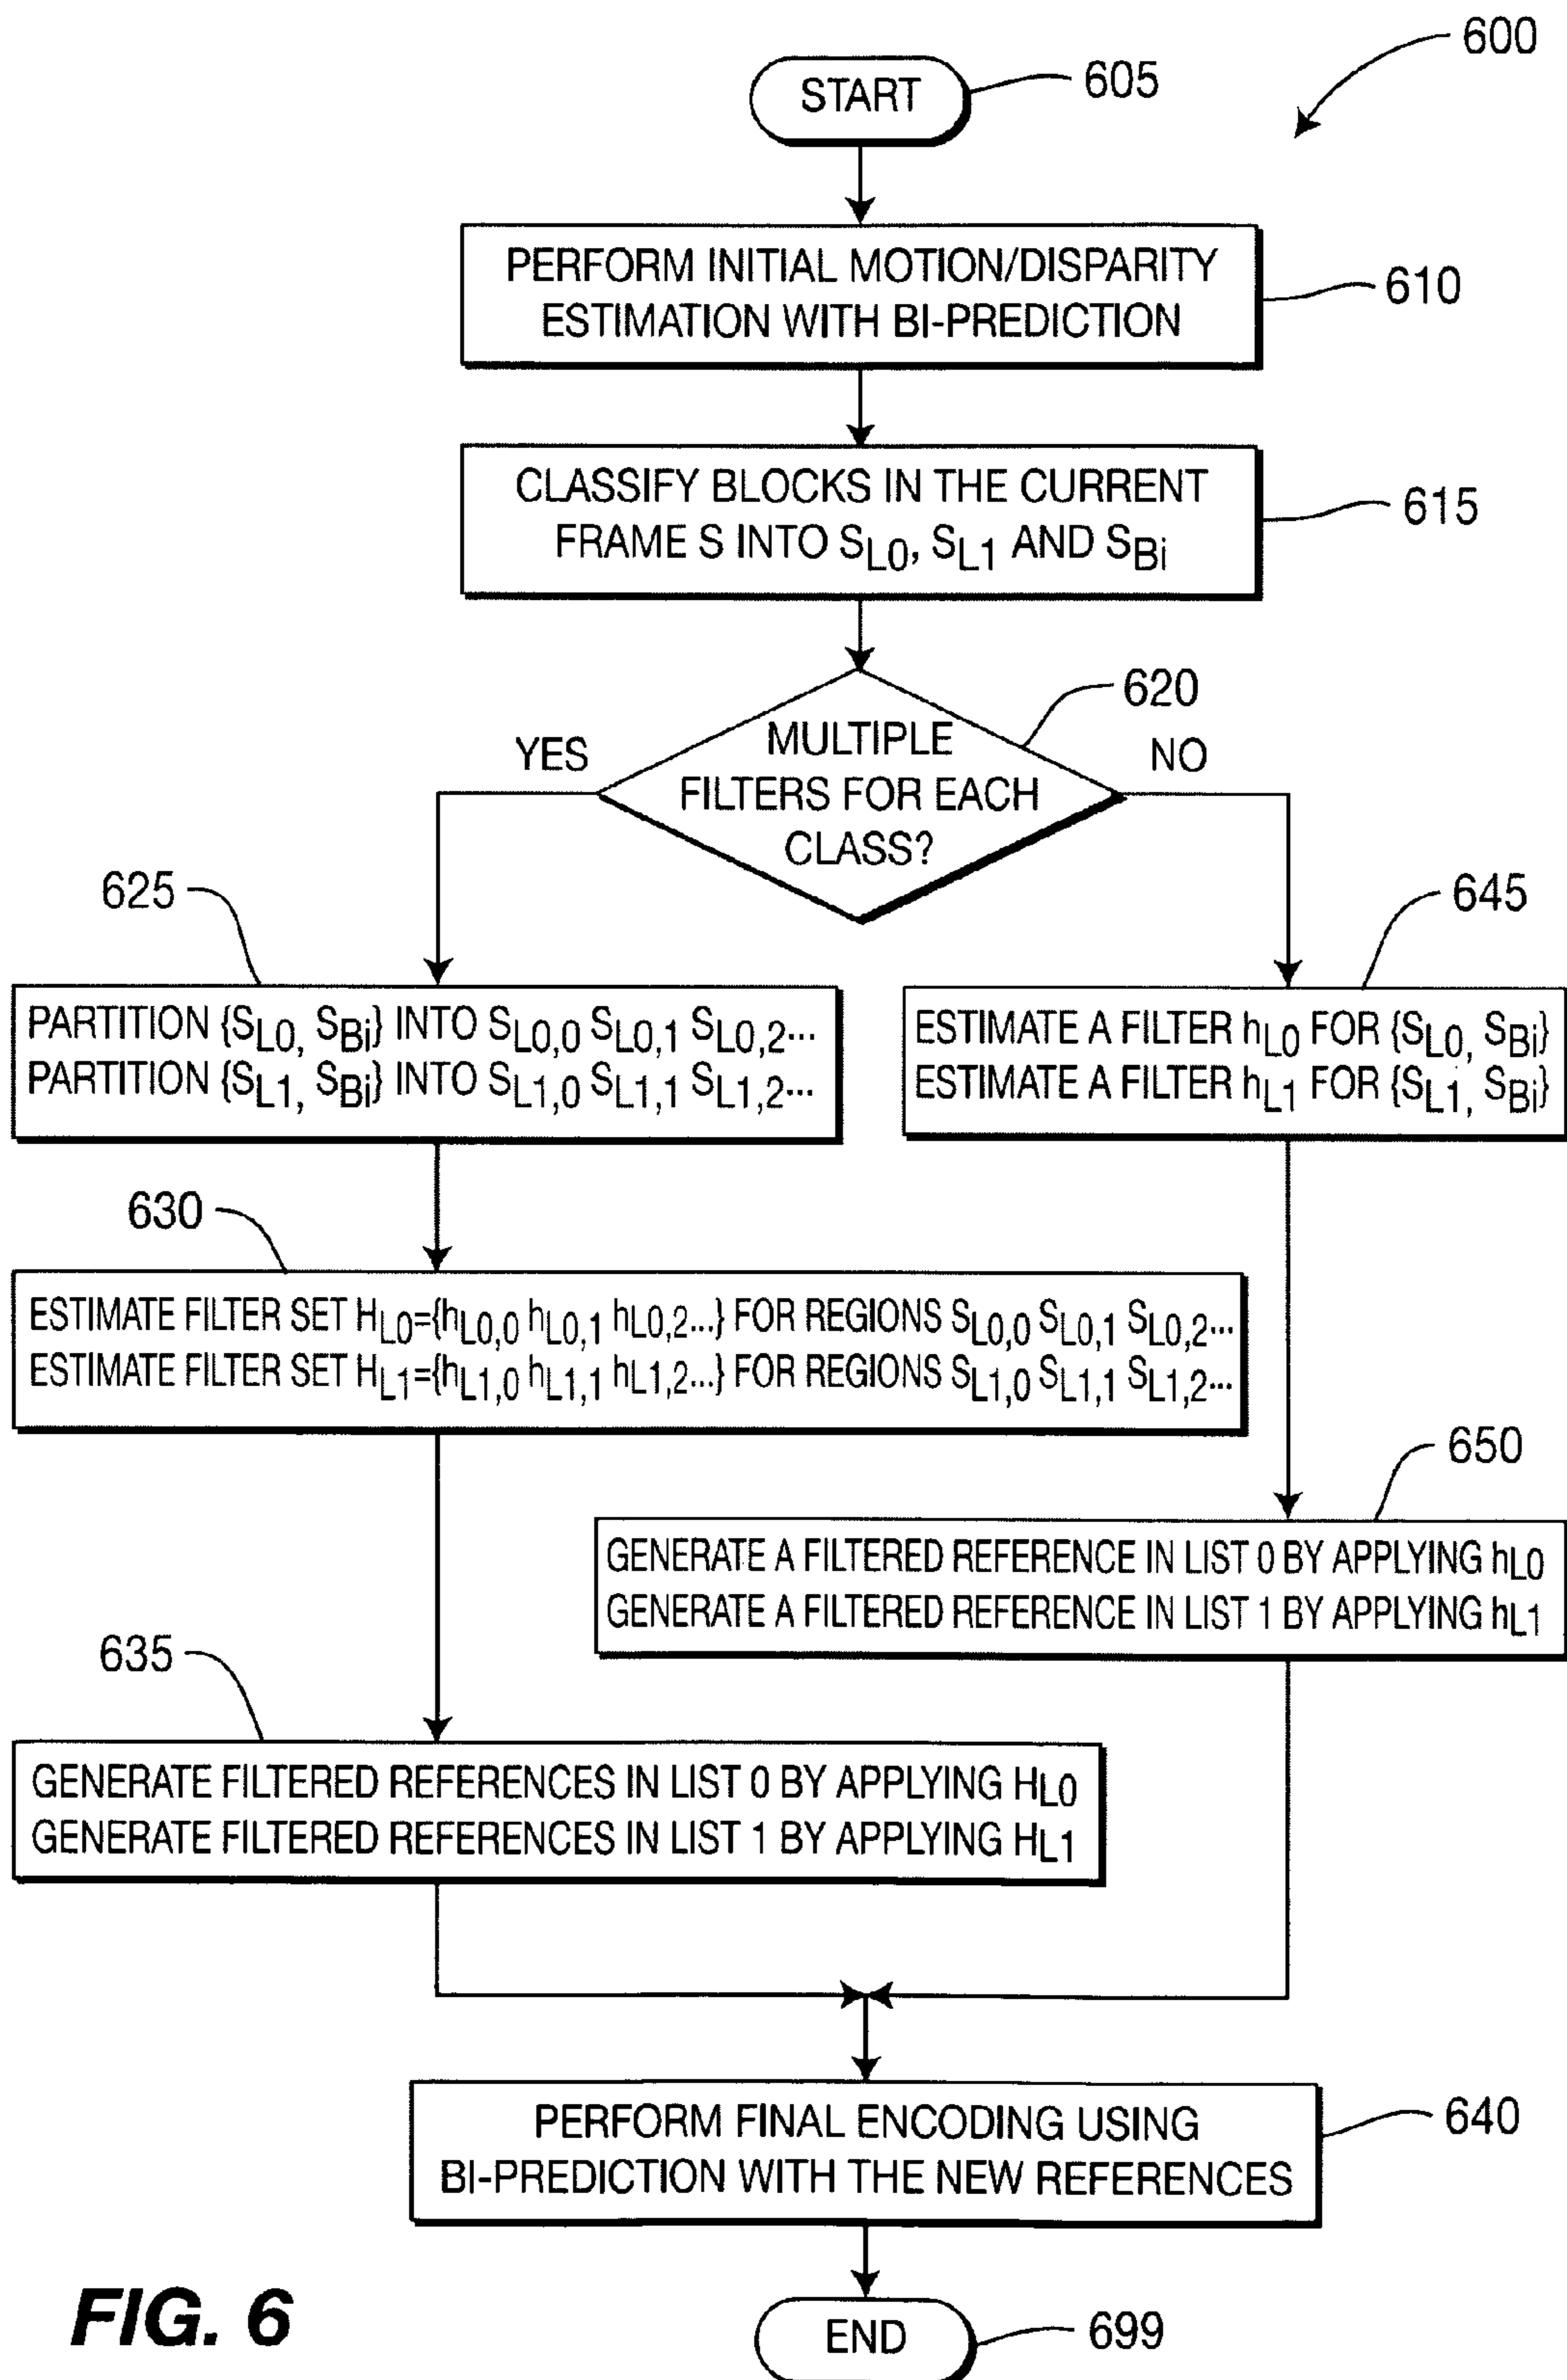 600
START
605
PERFORM INITIAL MOTION/DISPARITY
ESTIMATION WITH BI-PREDICTION
610
CLASSIFY BLOCKS IN THE CURRENT
FRAME S INTO SL0, SL1 AND SBi
615
620
MULTIPLE
FILTERS FOR EACH
CLASS?
YES
NO
625
PARTITION {SL0, SBi} INTO SL0,0 SL0,1 SL0,2...
PARTITION {SL1, SBi} INTO SL1,0 SL1,1 SL1,2...
645
ESTIMATE A FILTER hL0 FOR {SL0, SBi}
ESTIMATE A FILTER hL1 FOR {SL1, SBi}
630
ESTIMATE FILTER SET HL0={hL0,0 hL0,1 hL0,2...} FOR REGIONS SL0,0 SL0,1 SL0,2...
ESTIMATE FILTER SET HL1={hL1,0 hL1,1 hL1,2...} FOR REGIONS SL1,0 SL1,1 SL1,2...
650
GENERATE A FILTERED REFERENCE IN LIST 0 BY APPLYING hL0
GENERATE A FILTERED REFERENCE IN LIST 1 BY APPLYING hL1
635
GENERATE FILTERED REFERENCES IN LIST 0 BY APPLYING HL0
GENERATE FILTERED REFERENCES IN LIST 1 BY APPLYING HL1
PERFORM FINAL ENCODING USING
BI-PREDICTION WITH THE NEW REFERENCES
640
END
699
FIG. 6